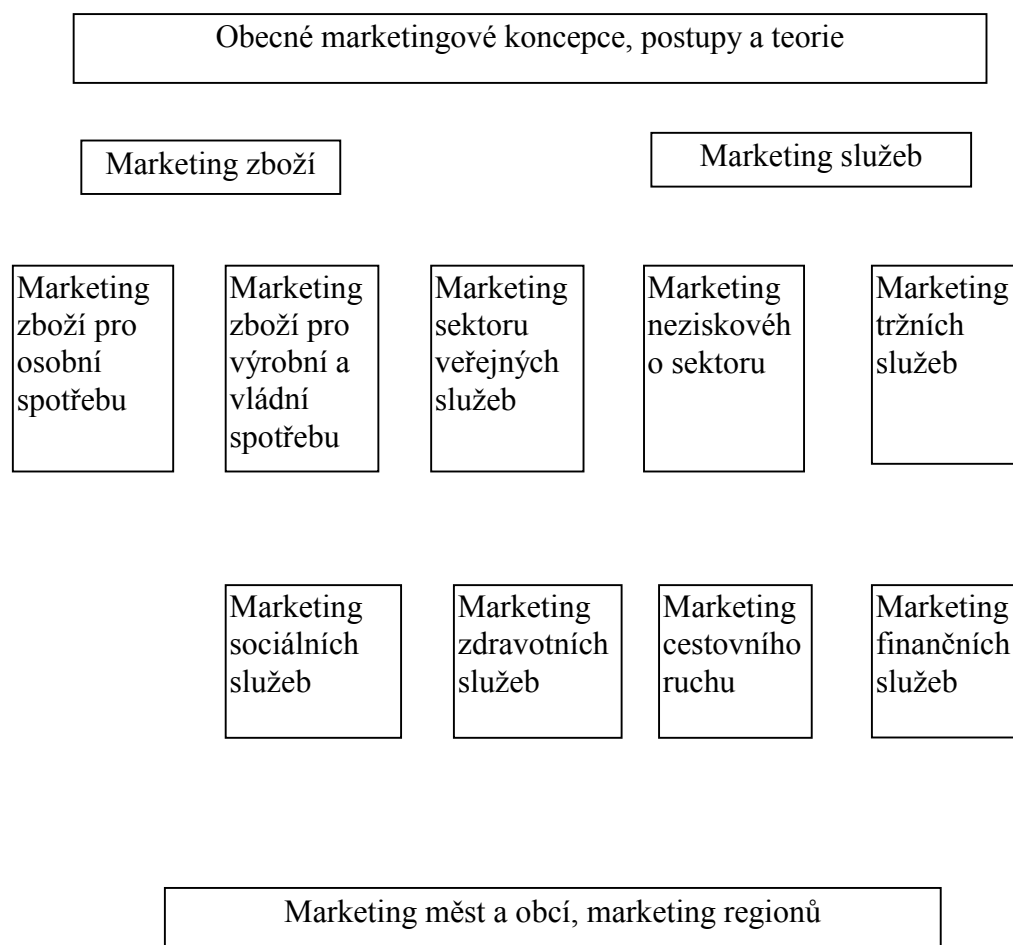 Obecné marketingové koncepce, postupy a teorie
Marketing zboží
Marketing služeb
Marketing
zboží pro
osobní
spotřebu
Marketing
zboží pro
výrobní a
vládní
spotřebu
Marketing
sektoru
veřejných
služeb
Marketing
neziskovéh
o sektoru
Marketing
tržních
služeb
Marketing
sociálních
služeb
Marketing
zdravotních
služeb
Marketing
cestovního
ruchu
Marketing
finančních
služeb
Marketing měst a obcí, marketing regionů